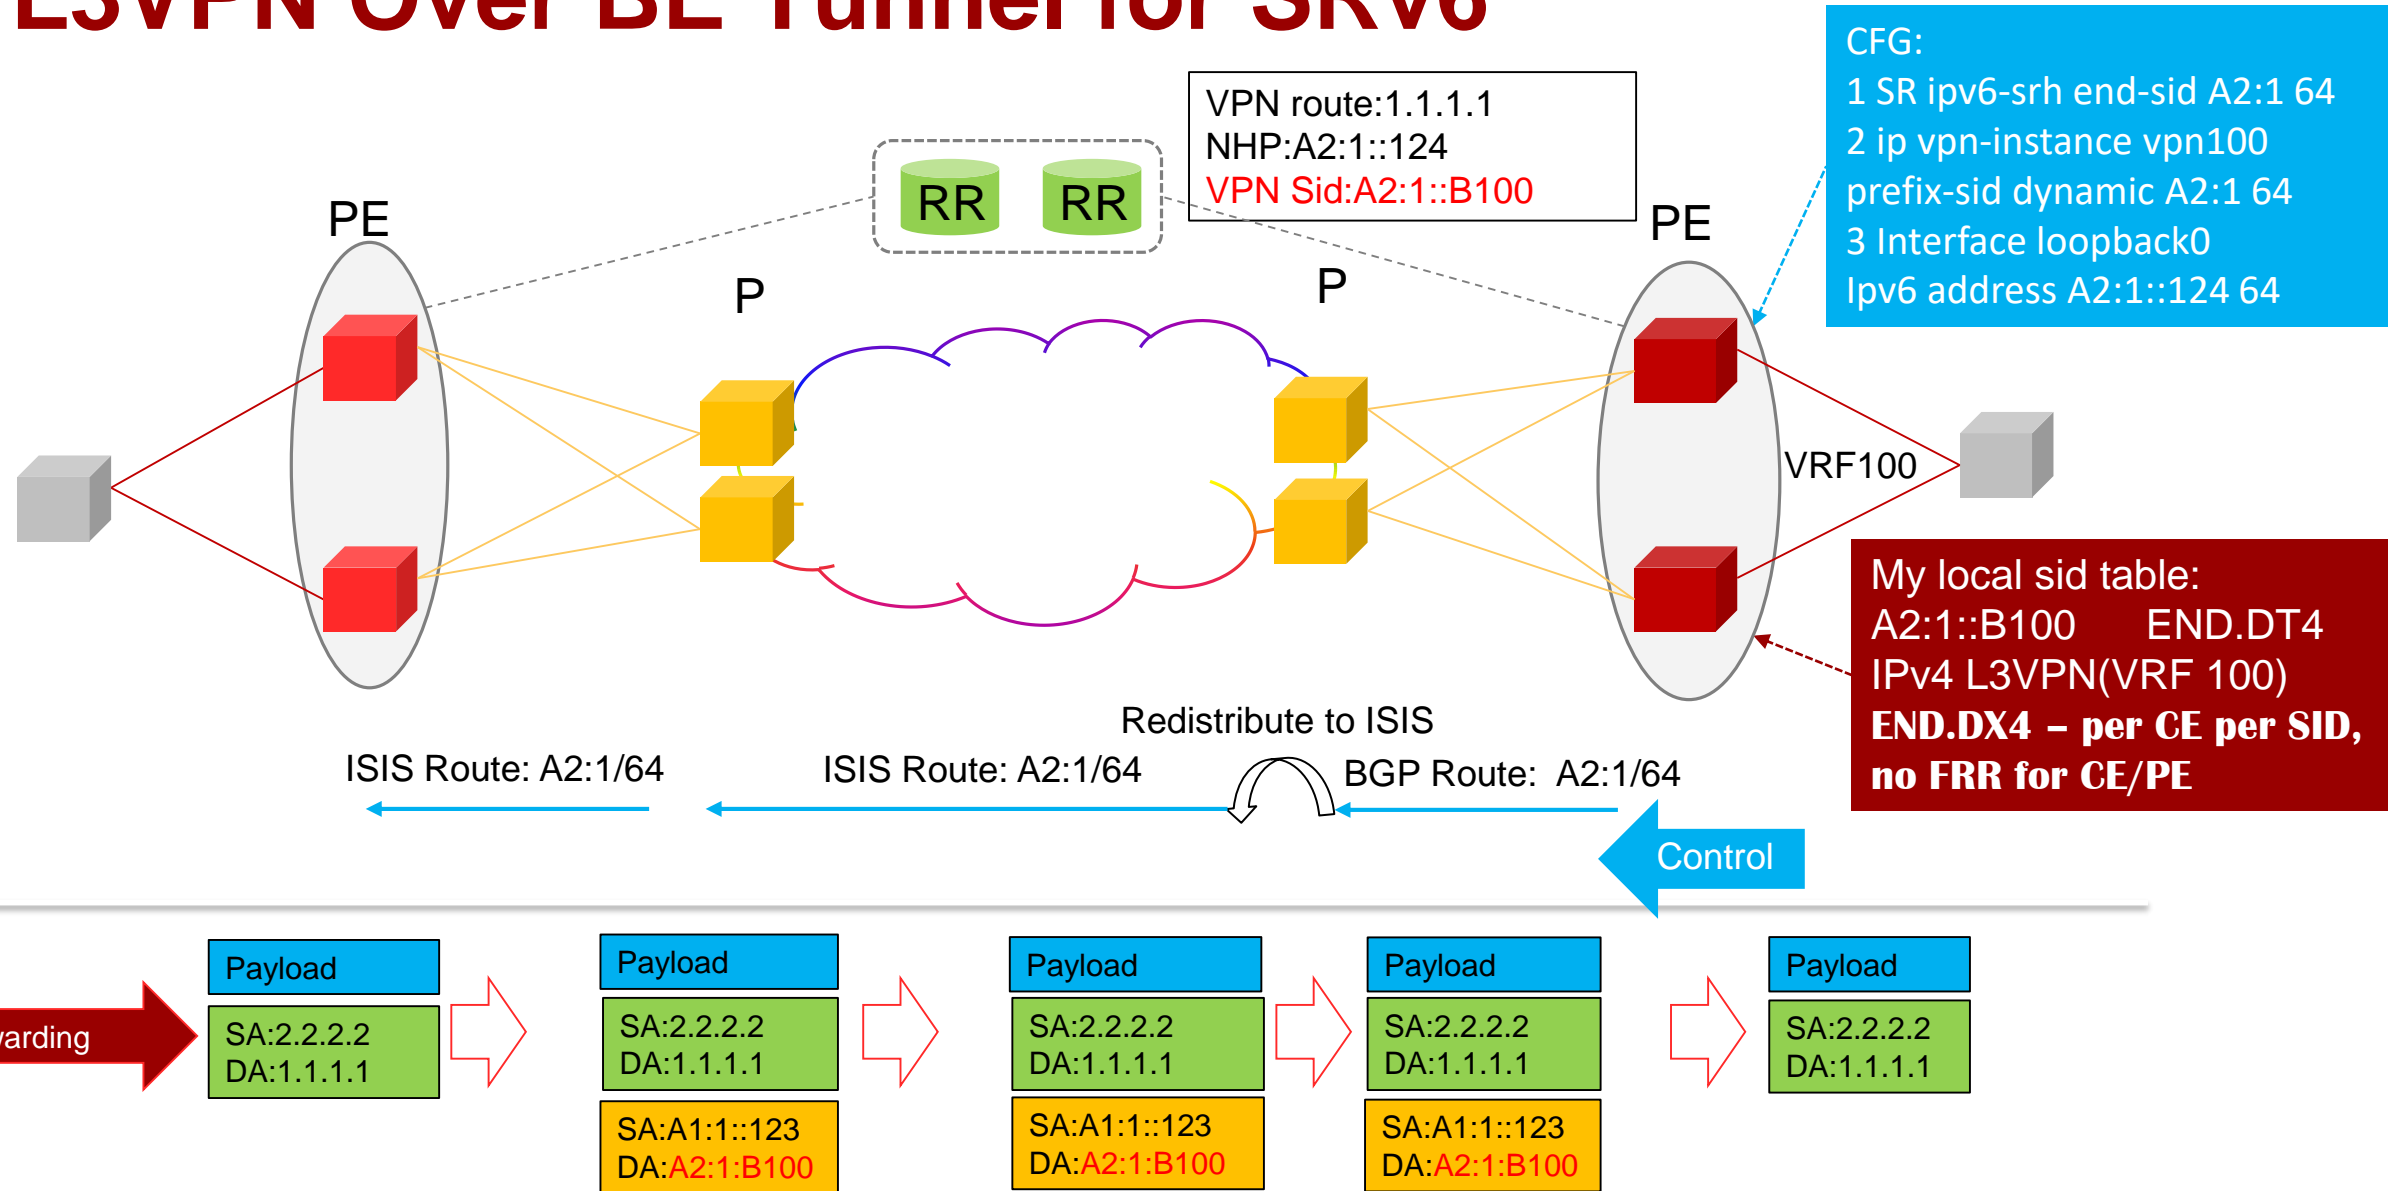 L3VPN Over BE Tunnel for SRv6
CFG:
1 SR ipv6-srh end-sid A2:1 64
2 ip vpn-instance vpn100
prefix-sid dynamic A2:1 64
3 Interface loopback0
Ipv6 address A2:1::124 64
VPN route:1.1.1.1
NHP:A2:1::124
VPN Sid:A2:1::B100
RR
RR
PE
PE
P
P
VRF100
My local sid table:
A2:1::B100 END.DT4
IPv4 L3VPN(VRF 100)
END.DX4 – per CE per SID,
no FRR for CE/PE
Redistribute to ISIS
ISIS Route: A2:1/64
ISIS Route: A2:1/64
BGP Route: A2:1/64
Control
warding
Payload
SA:2.2.2.2
DA:1.1.1.1
Payload
SA:2.2.2.2
DA:1.1.1.1
SA:A1:1::123
DA:A2:1:B100
Payload
SA:2.2.2.2
DA:1.1.1.1
SA:A1:1::123
DA:A2:1:B100
Payload
SA:2.2.2.2
DA:1.1.1.1
SA:A1:1::123
DA:A2:1:B100
Payload
SA:2.2.2.2
DA:1.1.1.1